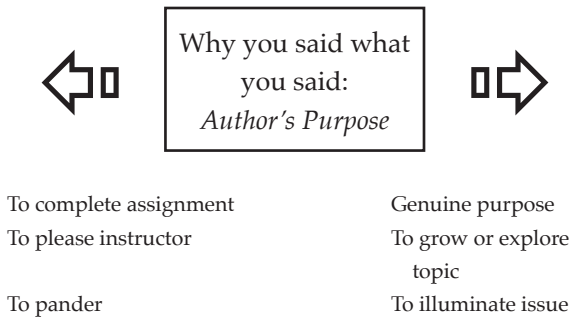 Why you said what
you said:
Author's Purpose
To complete assignment
Genuine purpose
To please instructor
To grow or explore
topic
To pander
To illuminate issue